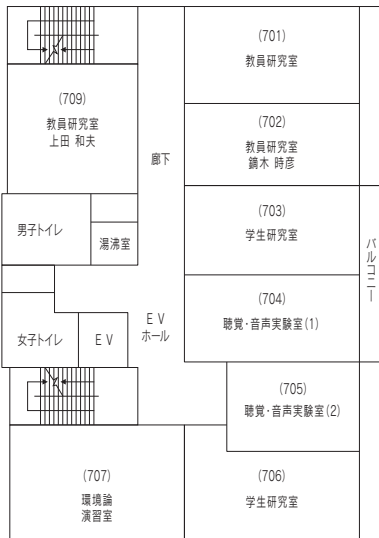 (701)
教員研究室
(709)
教員研究室
上田 和夫
(702)
教員研究室
鏑木 時彦
廊下
(703)
学生研究室
男子トイレ
湯沸室
バルコニー
(704)
聴覚・音声実験室(1)
EV
ホール
女子トイレ
EV
(705)
聴覚・音声実験室(2)
(707)
環境論
演習室
(706)
学生研究室